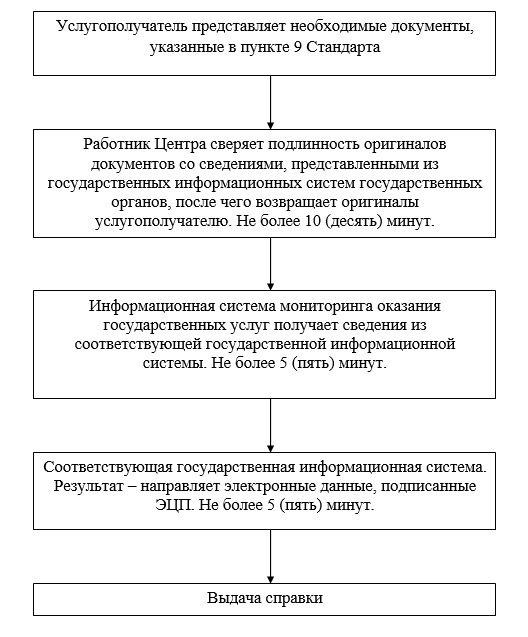 Услугополучатель представляет необходимые документы,
указанные в пункте 9 Стандарта
Работник Центра сверяет подлинность оригиналов
документов со сведениями, представленными из
государственных информационных систем государственных
органов, после чего возвращает оригиналы
услугополучателю. Не более 10 (десять) минут.
Информационная система мониторинга оказания
государственных услуг получает сведения из
соответствующей государственной информационной
системы. Не более 5 (пять) минут.
Соответствующая государственная информационная система.
Результат – направляет электронные данные, подписанные
ЭЦП. Не более 5 (пять) минут.
Выдача справки